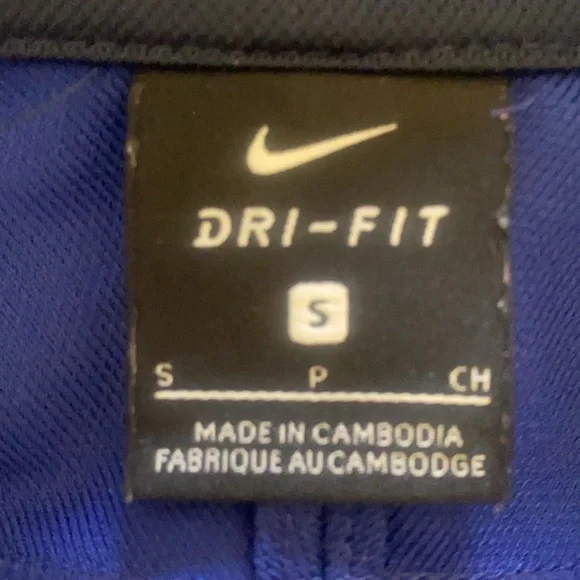 DRI-FIT
S
S P CH
MADE IN CAMBODIA
FABRIQUE AU CAMBODGE